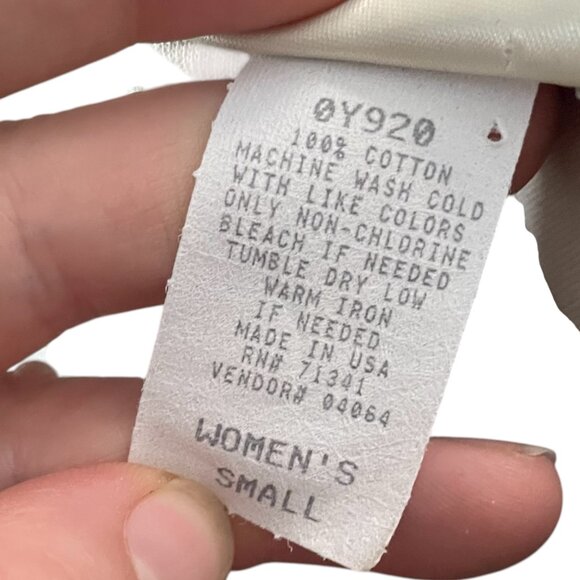 0Y920
100% COTTON
MACHINE WASH COLD
WITH LIKE COLORS
ONLY NON-CHLORINE
BLEACH IF NEEDED
TUMBLE DRY LOW
WARM IRON
IF NEEDED
MADE IN USA
RN# 71341
VENDOR# 04064
WOMEN'S
SMALL